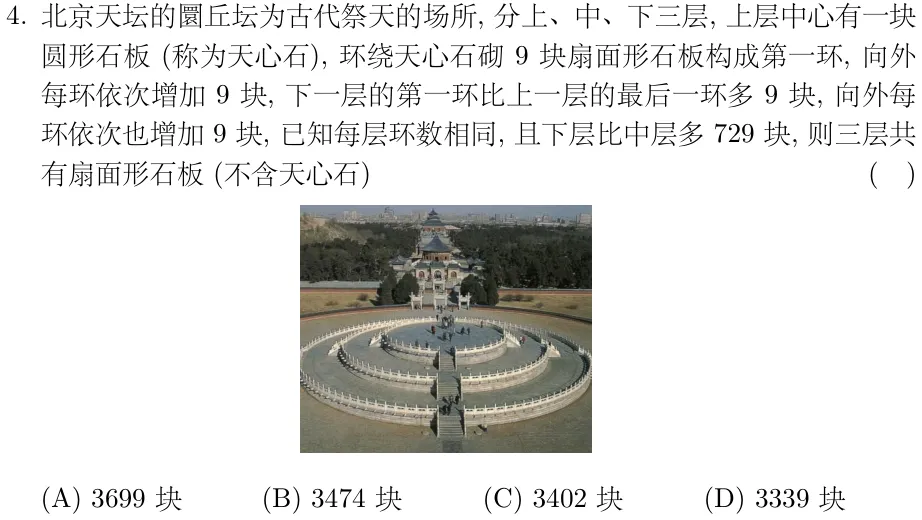 4. 北京天坛的圜丘坛为古代祭天的场所, 分上、中、下三层, 上层中心有一块
圆形石板 (称为天心石), 环绕天心石砌 9 块扇面形石板构成第一环, 向外
每环依次增加 9 块, 下一层的第一环比上一层的最后一环多 9 块, 向外每
环依次也增加 9 块, 已知每层环数相同, 且下层比中层多 729 块, 则三层共
有扇面形石板 (不含天心石) ( )
(A) 3699 块 (B) 3474 块 (C) 3402 块 (D) 3339 块